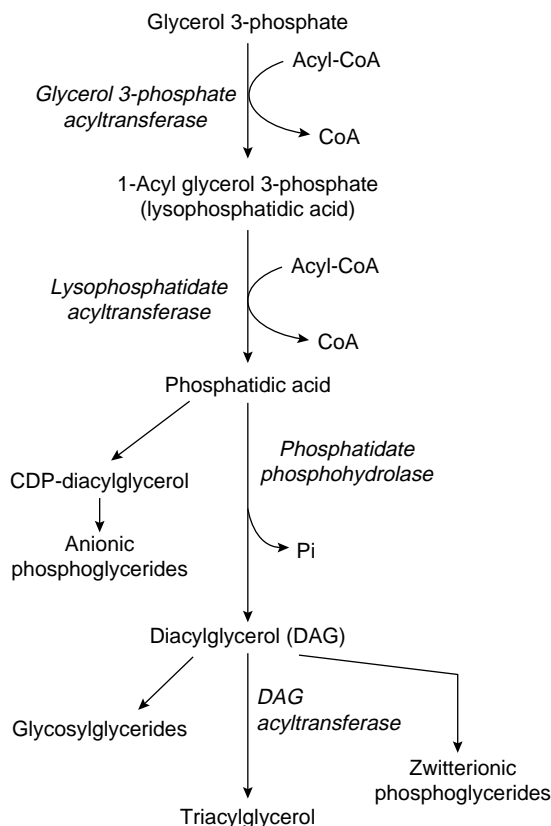 Glycerol 3-phosphate
Acyl-CoA
Glycerol 3-phosphate
acyltransferase
CoA
1-Acyl glycerol 3-phosphate
(lysophosphatidic acid)
Acyl-CoA
Lysophosphatidate
acyltransferase
CoA
Phosphatidic acid
Phosphatidate
phosphohydrolase
CDP-diacylglycerol
Anionic
phosphoglycerides
Pi
Diacylglycerol (DAG)
DAG
acyltransferase
Glycosylglycerides
Zwitterionic
phosphoglycerides
Triacylglycerol